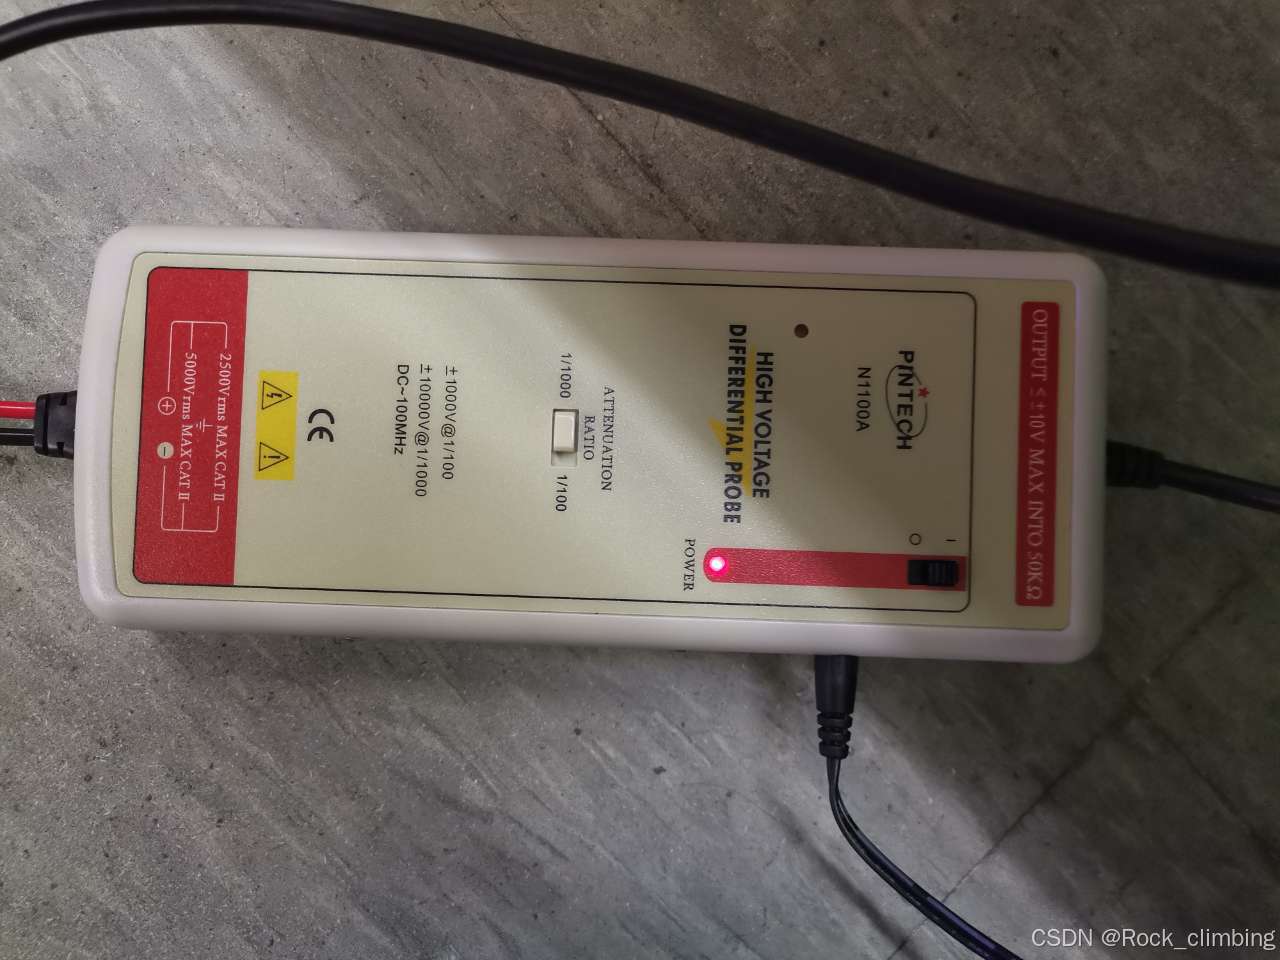 OUTPUT ≤ ±10V MAX INTO 50KΩ
PINTECH
N1100A
I
O
HIGH VOLTAGE
DIFFERENTIAL PROBE
POWER
ATTENUATION
RATIO
1/1000
1/100
±1000V@1/100
±10000V@1/1000
DC~100MHz
CE
2500Vrms MAX CAT II
5000Vrms MAX CAT II
+
−
CSDN @Rock_climbing